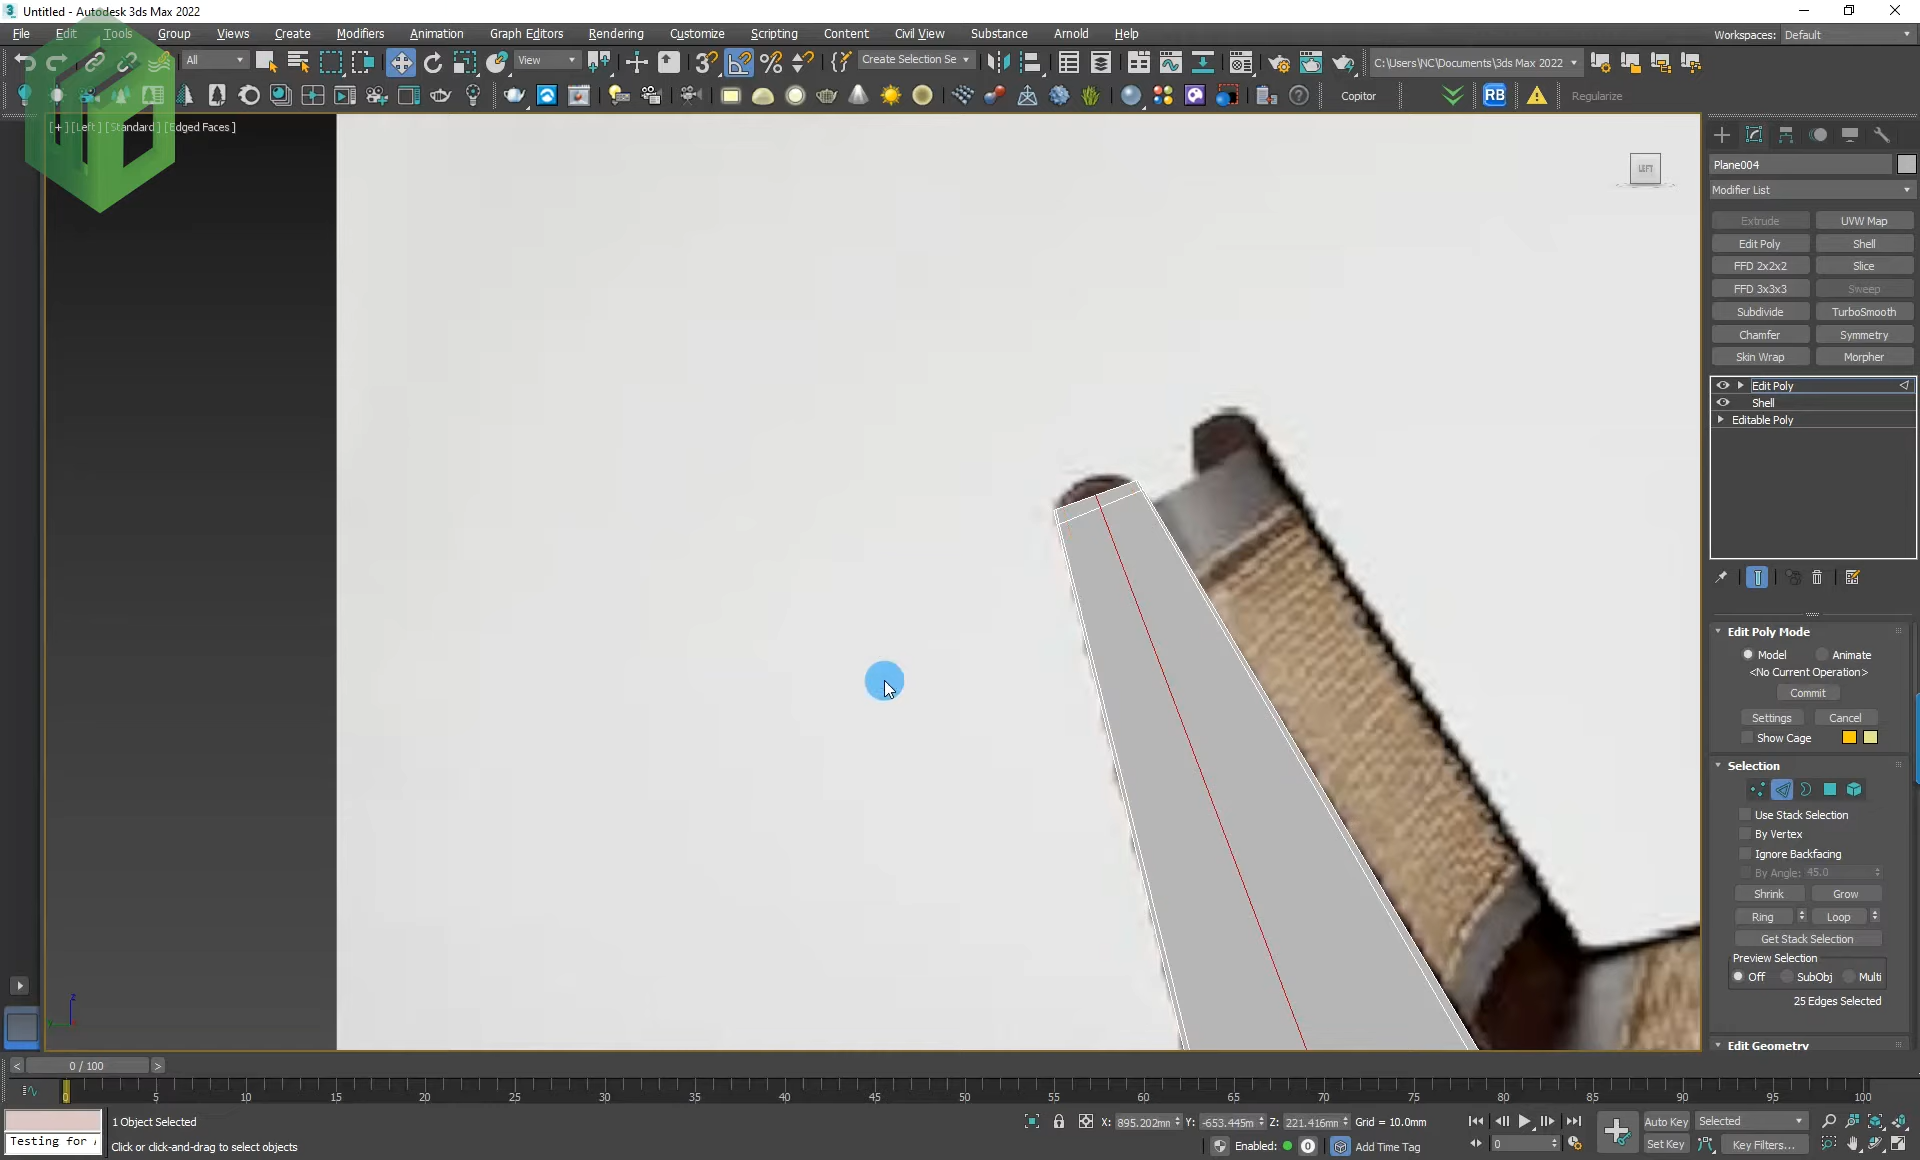 Untitled - Autodesk 3ds Max 2022
File Edit Tools Group Views Create Modifiers Animation Graph Editors Rendering Customize Scripting Content Civil View Substance Arnold Help
Workspaces: Default
All View Create Selection Se C:\Users\NC\Documents\3ds Max 2022
Copitor RB Regularize
[+] [Left] [Standard] [Edged Faces]
LEFT
Plane004
Modifier List
Extrude UVW Map
Edit Poly Shell
FFD 2x2x2 Slice
FFD 3x3x3 Sweep
Subdivide TurboSmooth
Chamfer Symmetry
Skin Wrap Morpher
Edit Poly
Shell
Editable Poly
Edit Poly Mode
Model Animate
<No Current Operation>
Commit
Settings Cancel
Show Cage
Selection
Use Stack Selection
By Vertex
Ignore Backfacing
By Angle: 45.0
Shrink Grow
Ring Loop
Get Stack Selection
Preview Selection
Off SubObj Multi
25 Edges Selected
Edit Geometry
z
< 0 / 100 >
0 5 10 15 20 25 30 35 40 45 50 55 60 65 70 75 80 85 90 95 100
1 Object Selected X: 895.202mm Y: -653.445m Z: 221.416mm Grid = 10.0mm Auto Key Selected
Testing for Click or click-and-drag to select objects Enabled: 0 Add Time Tag 0 Set Key Key Filters...